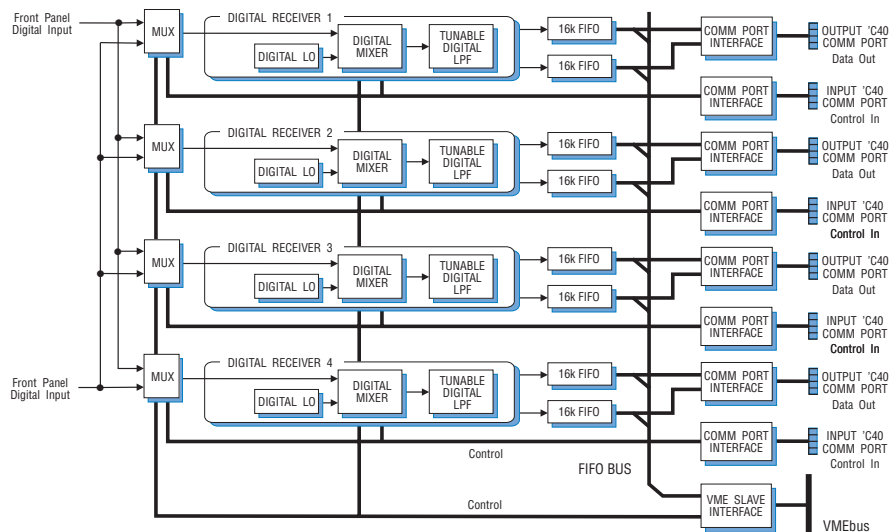 Front Panel
Digital Input
MUX
DIGITAL RECEIVER 1
DIGITAL LO
DIGITAL
MIXER
TUNABLE
DIGITAL
LPF
16k FIFO
16k FIFO
COMM PORT
INTERFACE
OUTPUT 'C40
COMM PORT
Data Out
COMM PORT
INTERFACE
INPUT 'C40
COMM PORT
Control In
MUX
DIGITAL RECEIVER 2
DIGITAL LO
DIGITAL
MIXER
TUNABLE
DIGITAL
LPF
16k FIFO
16k FIFO
COMM PORT
INTERFACE
OUTPUT 'C40
COMM PORT
Data Out
COMM PORT
INTERFACE
INPUT 'C40
COMM PORT
Control In
MUX
DIGITAL RECEIVER 3
DIGITAL LO
DIGITAL
MIXER
TUNABLE
DIGITAL
LPF
16k FIFO
16k FIFO
COMM PORT
INTERFACE
OUTPUT 'C40
COMM PORT
Data Out
COMM PORT
INTERFACE
INPUT 'C40
COMM PORT
Control In
Front Panel
Digital Input
MUX
DIGITAL RECEIVER 4
DIGITAL LO
DIGITAL
MIXER
TUNABLE
DIGITAL
LPF
16k FIFO
16k FIFO
COMM PORT
INTERFACE
OUTPUT 'C40
COMM PORT
Data Out
Control
COMM PORT
INTERFACE
INPUT 'C40
COMM PORT
Control In
FIFO BUS
Control
VME SLAVE
INTERFACE
VMEbus